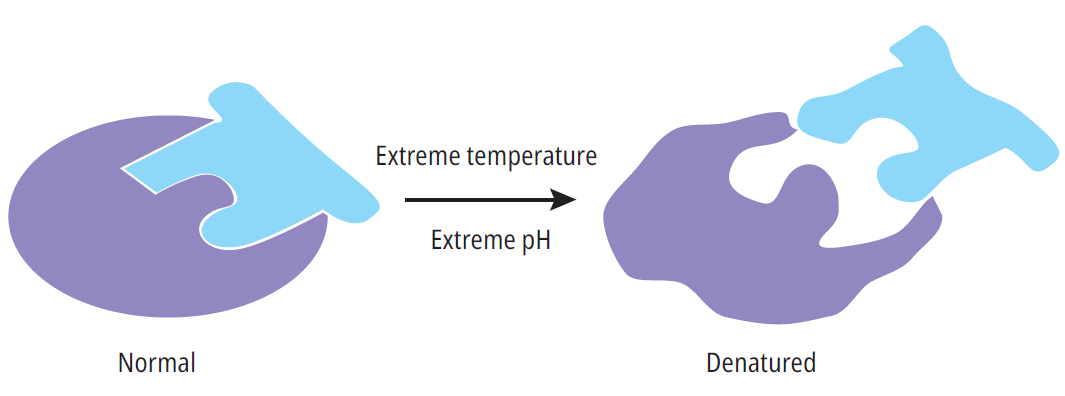 Extreme temperature
Extreme pH
Normal
Denatured